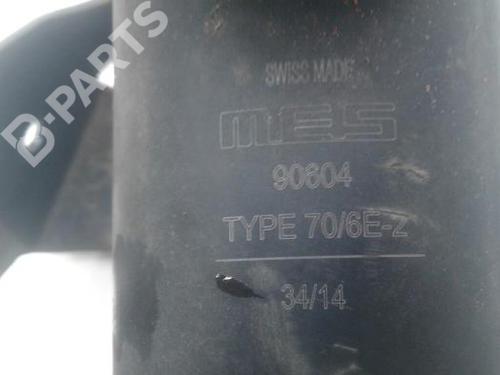 B-PARTS
SWISS MADE
MES
90604
TYPE 70/6E-Z
34/14